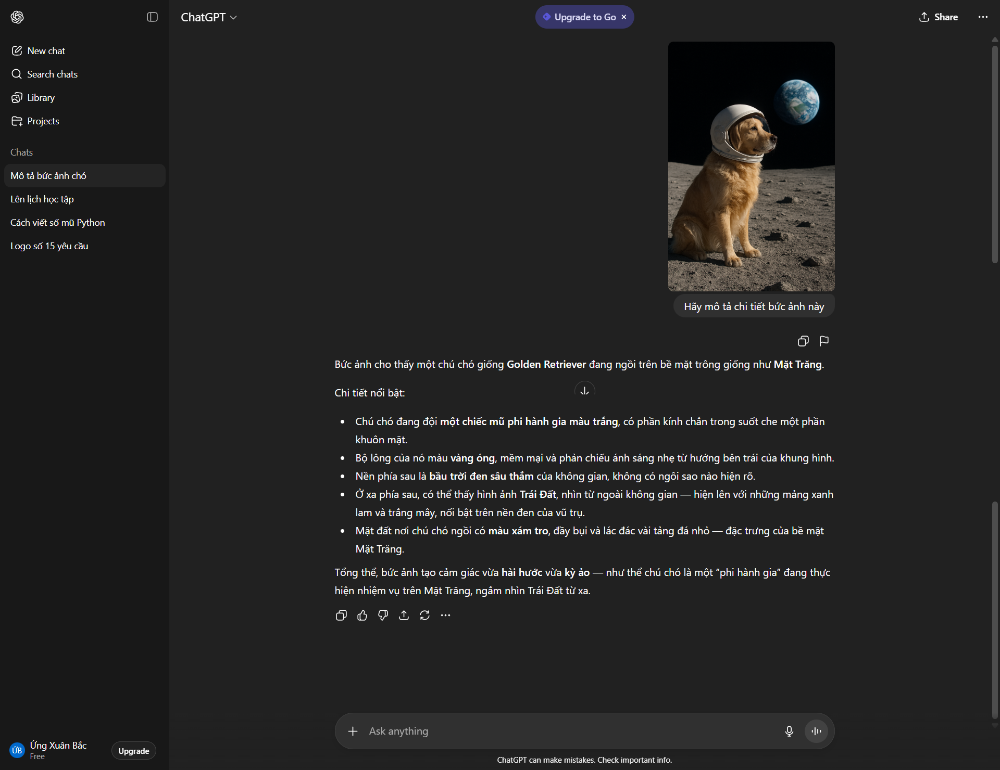 ChatGPT
Upgrade to Go
Share
New chat
Search chats
Library
Projects
Chats
Mô tả bức ảnh chó
Lên lịch học tập
Cách viết số mũ Python
Logo số 15 yêu cầu
Hãy mô tả chi tiết bức ảnh này
Bức ảnh cho thấy một chú chó giống Golden Retriever đang ngồi trên bề mặt trông giống như Mặt Trăng.
Chi tiết nổi bật:
Chú chó đang đội một chiếc mũ phi hành gia màu trắng, có phần kính chắn trong suốt che một phần
khuôn mặt.
Bộ lông của nó màu vàng óng, mềm mại và phản chiếu ánh sáng nhẹ từ hướng bên trái của khung hình.
Nền phía sau là bầu trời đen sâu thẳm của không gian, không có ngôi sao nào hiện rõ.
Ở xa phía sau, có thể thấy hình ảnh Trái Đất, nhìn từ ngoài không gian — hiện lên với những mảng xanh
lam và trắng mây, nổi bật trên nền đen của vũ trụ.
Mặt đất nơi chú chó ngồi có màu xám tro, đầy bụi và lác đác vài tảng đá nhỏ — đặc trưng của bề mặt
Mặt Trăng.
Tổng thể, bức ảnh tạo cảm giác vừa hài hước vừa kỳ ảo — như thể chú chó là một “phi hành gia” đang thực
hiện nhiệm vụ trên Mặt Trăng, ngắm nhìn Trái Đất từ xa.
Ask anything
ỨB
Ứng Xuân Bắc
Free
Upgrade
ChatGPT can make mistakes. Check important info.